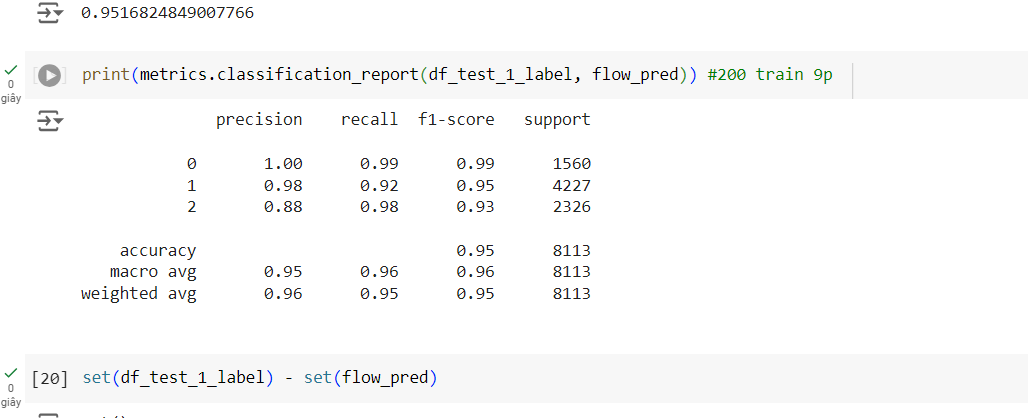 0.9516824849007766
0
giây
print(metrics.classification_report(df_test_1_label, flow_pred)) #200 train 9p
precision recall f1-score support
0 1.00 0.99 0.99 1560
1 0.98 0.92 0.95 4227
2 0.88 0.98 0.93 2326
accuracy 0.95 8113
macro avg 0.95 0.96 0.96 8113
weighted avg 0.96 0.95 0.95 8113
0
giây
[20] set(df_test_1_label) - set(flow_pred)